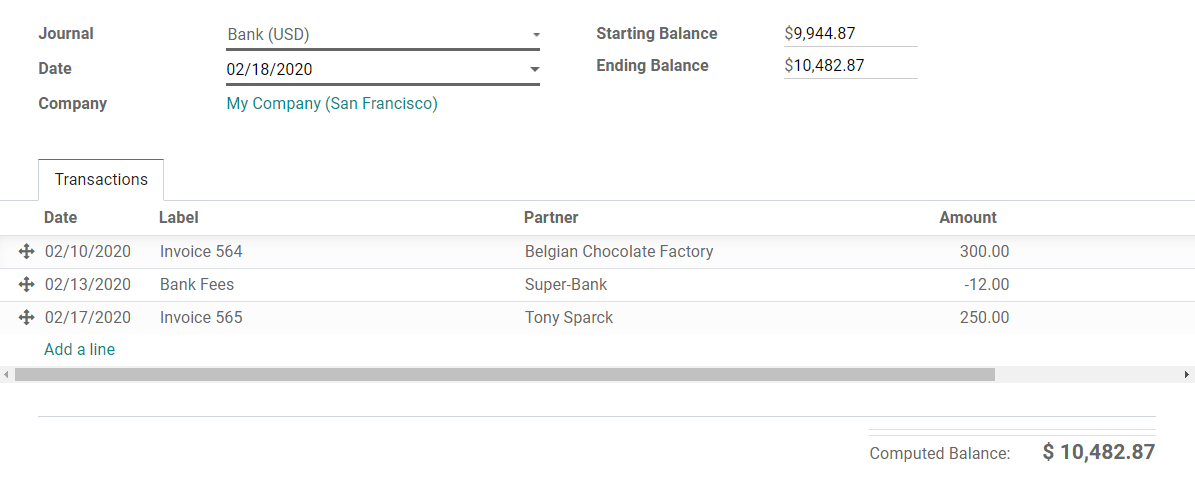 Journal Bank (USD) Starting Balance $9,944.87
Date 02/18/2020 Ending Balance $10,482.87
Company My Company (San Francisco)
Transactions
Date Label Partner Amount
02/10/2020 Invoice 564 Belgian Chocolate Factory 300.00
02/13/2020 Bank Fees Super-Bank -12.00
02/17/2020 Invoice 565 Tony Sparck 250.00
Add a line
Computed Balance: $ 10,482.87